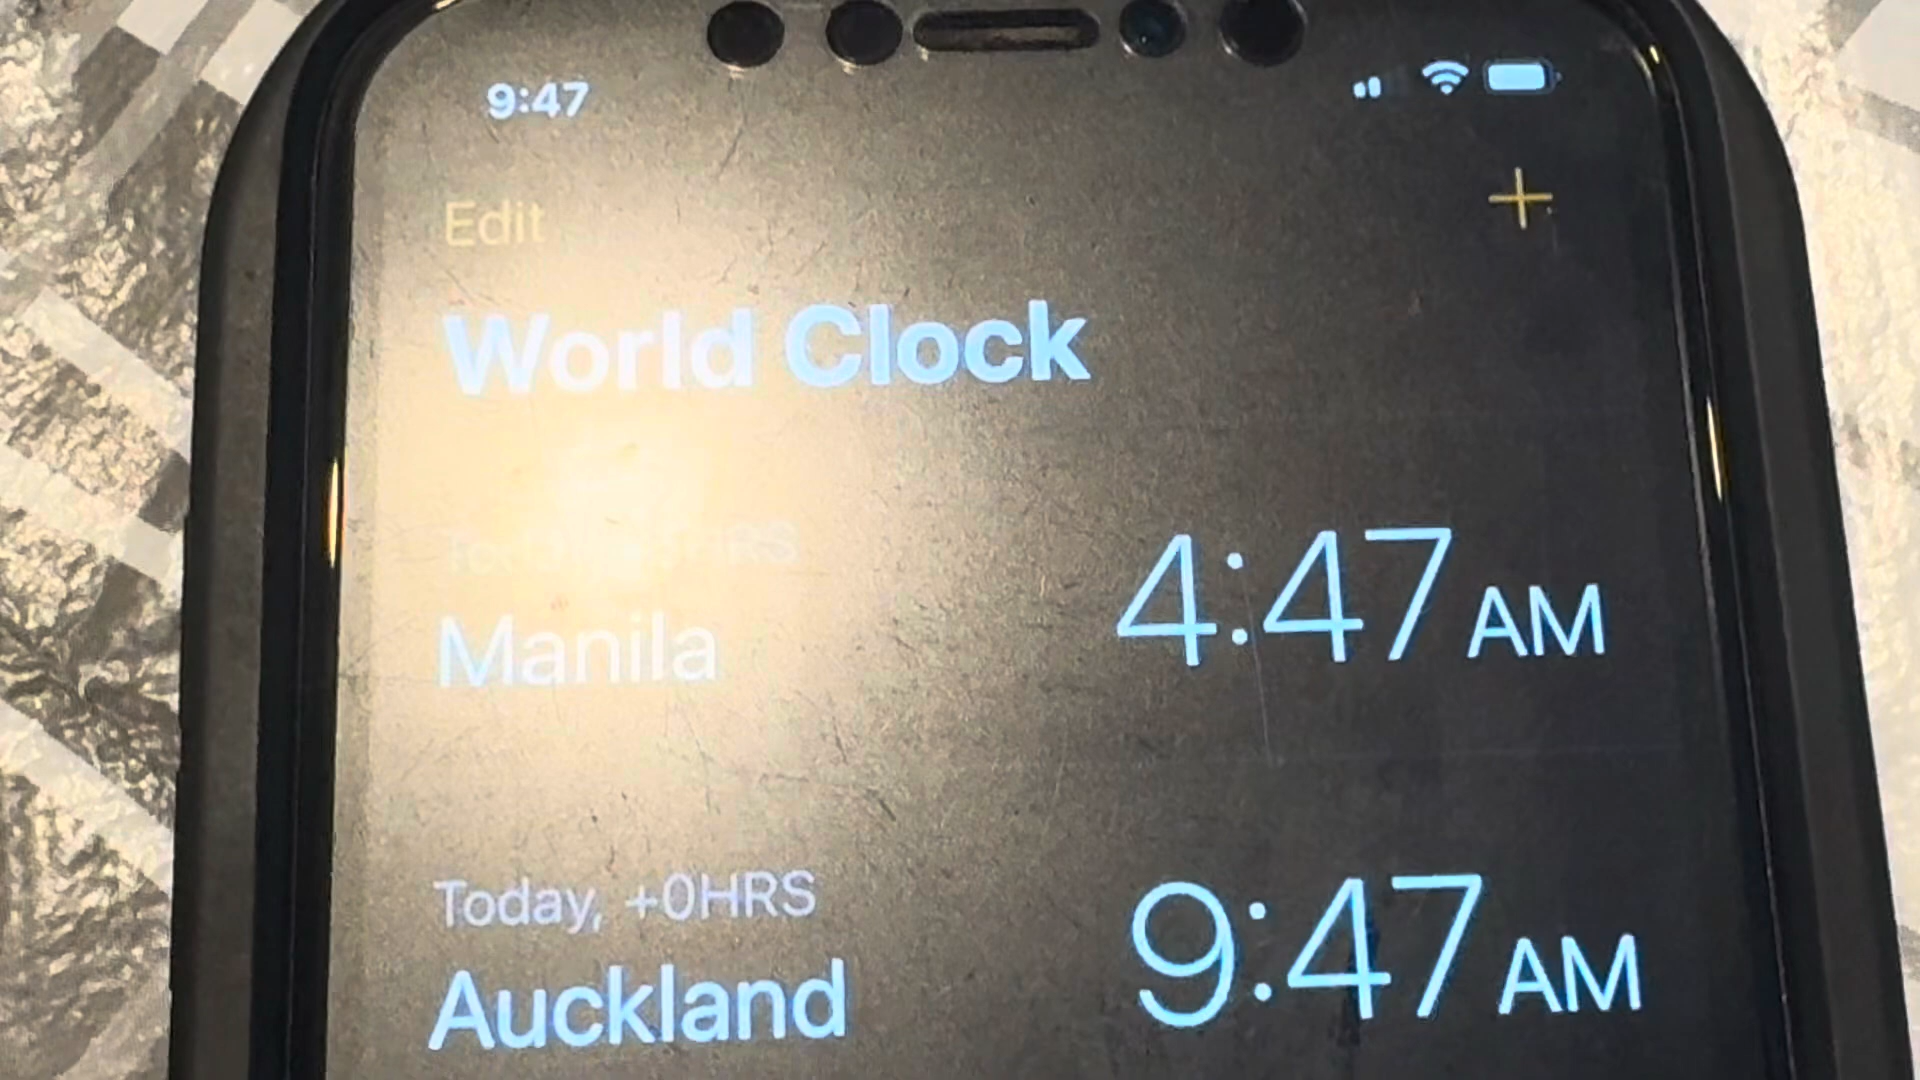 9:47
Edit
World Clock
Manila
4:47 AM
Today, +0HRS
Auckland
9:47 AM